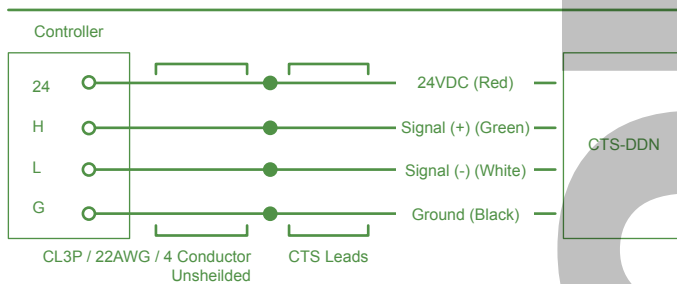 Controller
24
24VDC (Red)
H
Signal (+) (Green)
CTS-DDN
L
Signal (-) (White)
G
Ground (Black)
CL3P / 22AWG / 4 Conductor
Unsheilded
CTS Leads